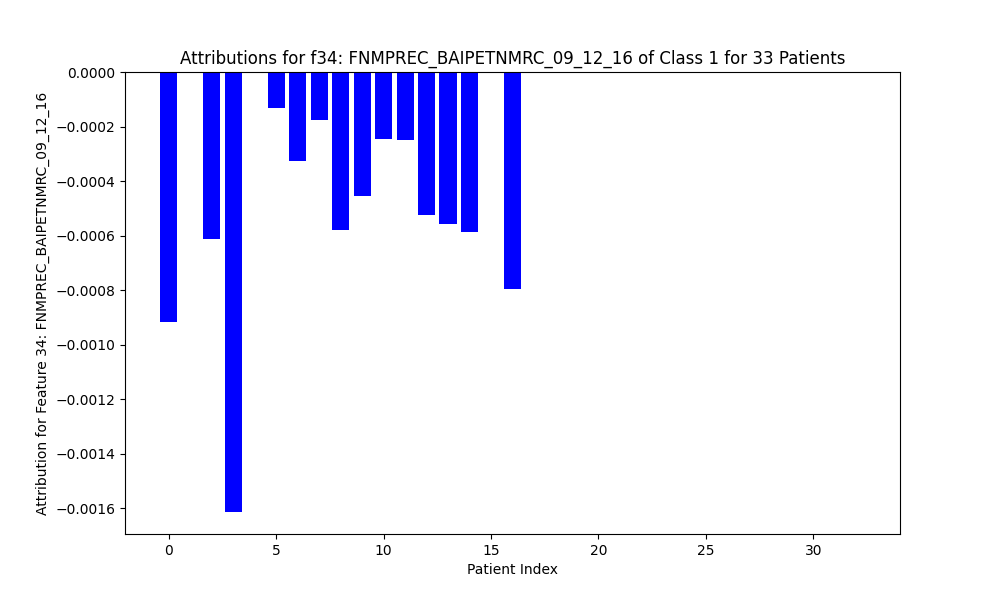 Attributions for f34: FNMPREC_BAIPETNMRC_09_12_16 of Class 1 for 33 Patients
Attribution for Feature 34: FNMPREC_BAIPETNMRC_09_12_16
0.0000
−0.0002
−0.0004
−0.0006
−0.0008
−0.0010
−0.0012
−0.0014
−0.0016
0 5 10 15 20 25 30
Patient Index